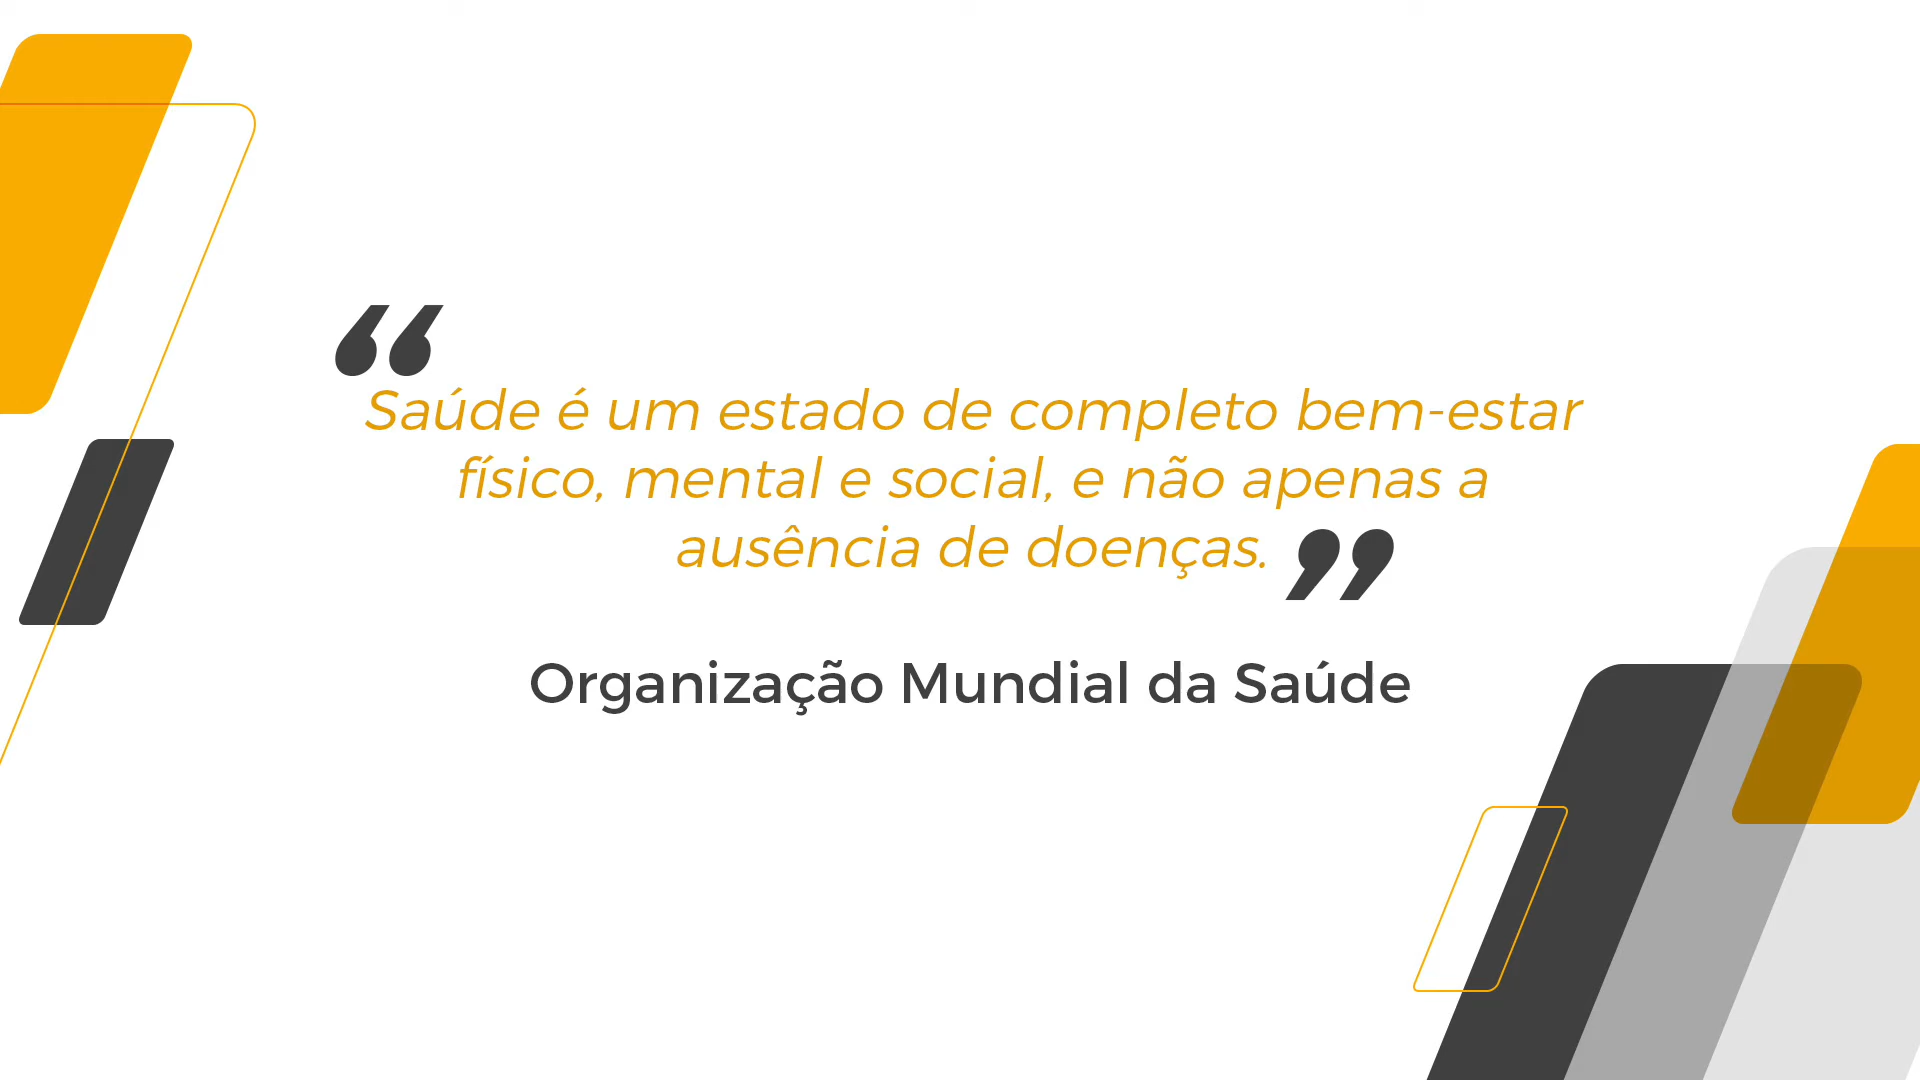 “
Saúde é um estado de completo bem-estar
físico, mental e social, e não apenas a
ausência de doenças. ”
Organização Mundial da Saúde